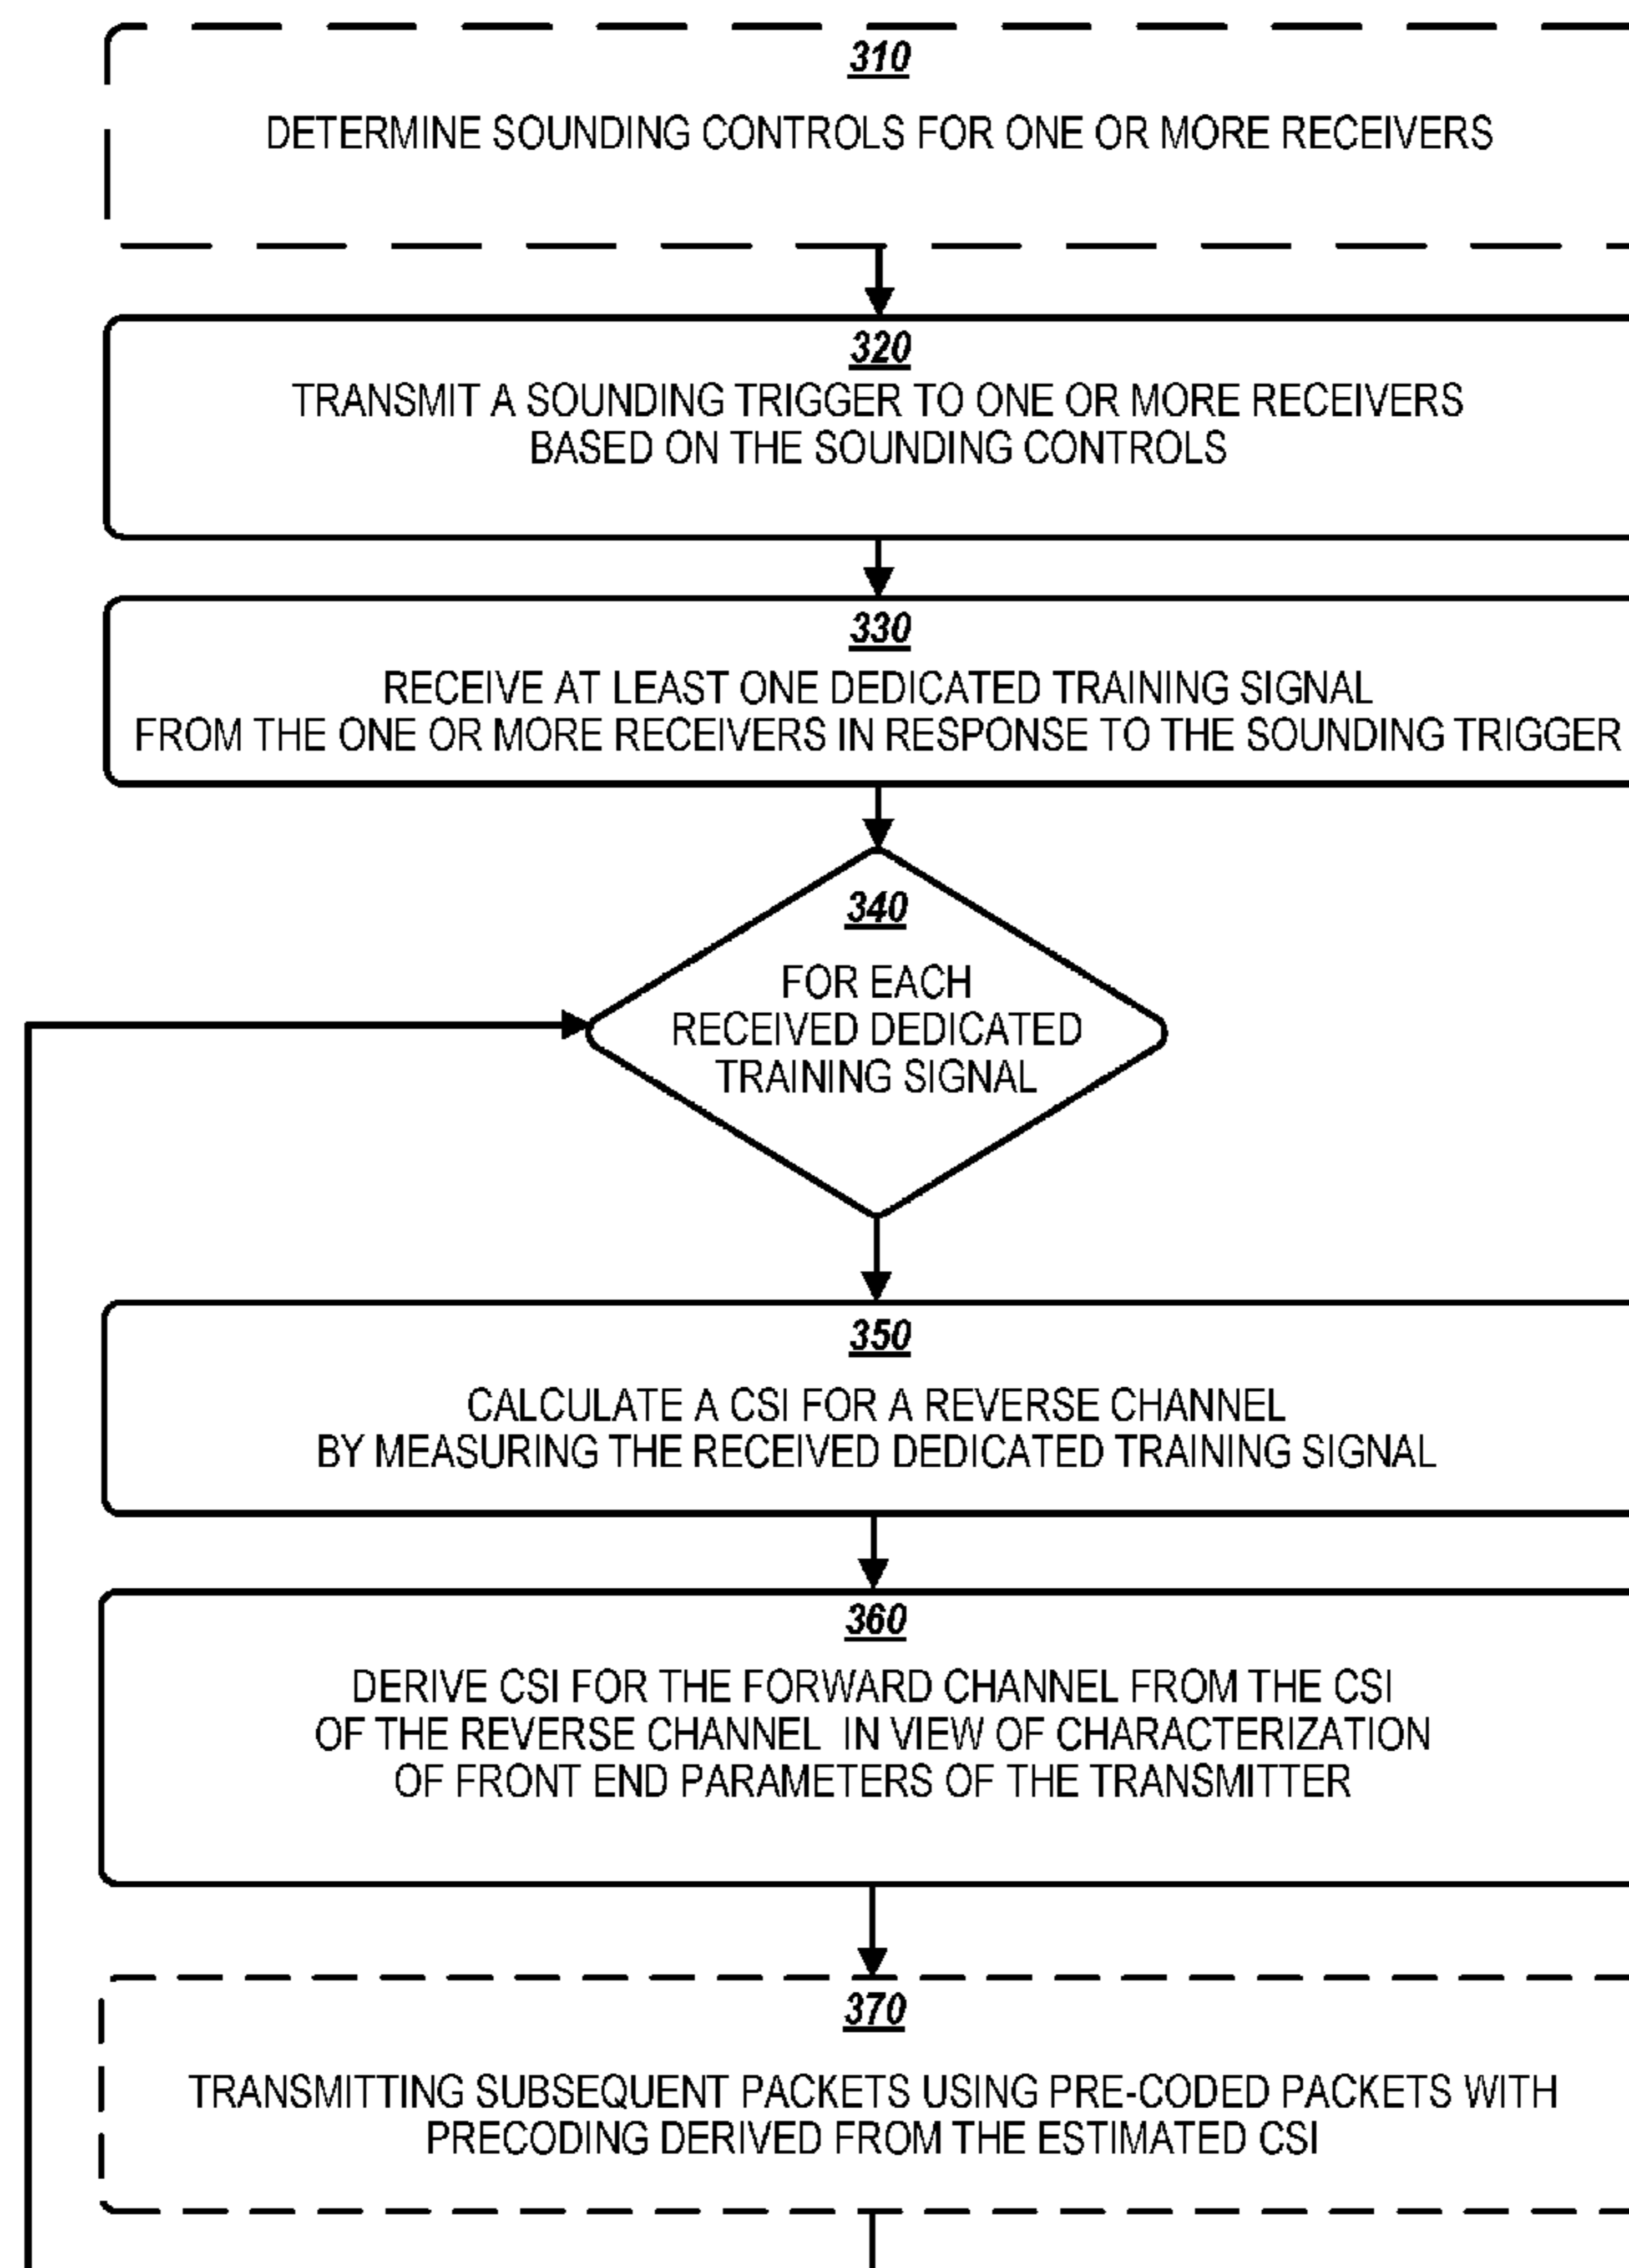 310
DETERMINE SOUNDING CONTROLS FOR ONE OR MORE RECEIVERS
320
TRANSMIT A SOUNDING TRIGGER TO ONE OR MORE RECEIVERS
BASED ON THE SOUNDING CONTROLS
330
RECEIVE AT LEAST ONE DEDICATED TRAINING SIGNAL
FROM THE ONE OR MORE RECEIVERS IN RESPONSE TO THE SOUNDING TRIGGER
340
FOR EACH
RECEIVED DEDICATED
TRAINING SIGNAL
350
CALCULATE A CSI FOR A REVERSE CHANNEL
BY MEASURING THE RECEIVED DEDICATED TRAINING SIGNAL
360
DERIVE CSI FOR THE FORWARD CHANNEL FROM THE CSI
OF THE REVERSE CHANNEL IN VIEW OF CHARACTERIZATION
OF FRONT END PARAMETERS OF THE TRANSMITTER
370
TRANSMITTING SUBSEQUENT PACKETS USING PRE-CODED PACKETS WITH
PRECODING DERIVED FROM THE ESTIMATED CSI